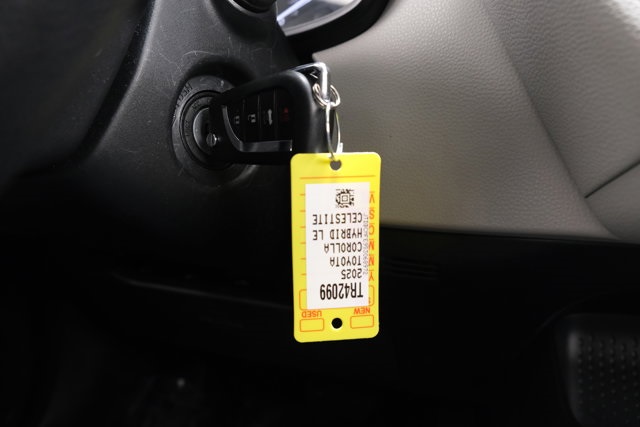 TR42099
2025
TOYOTA
COROLLA
HYBRID LE
CELESTITE
NEW
USED